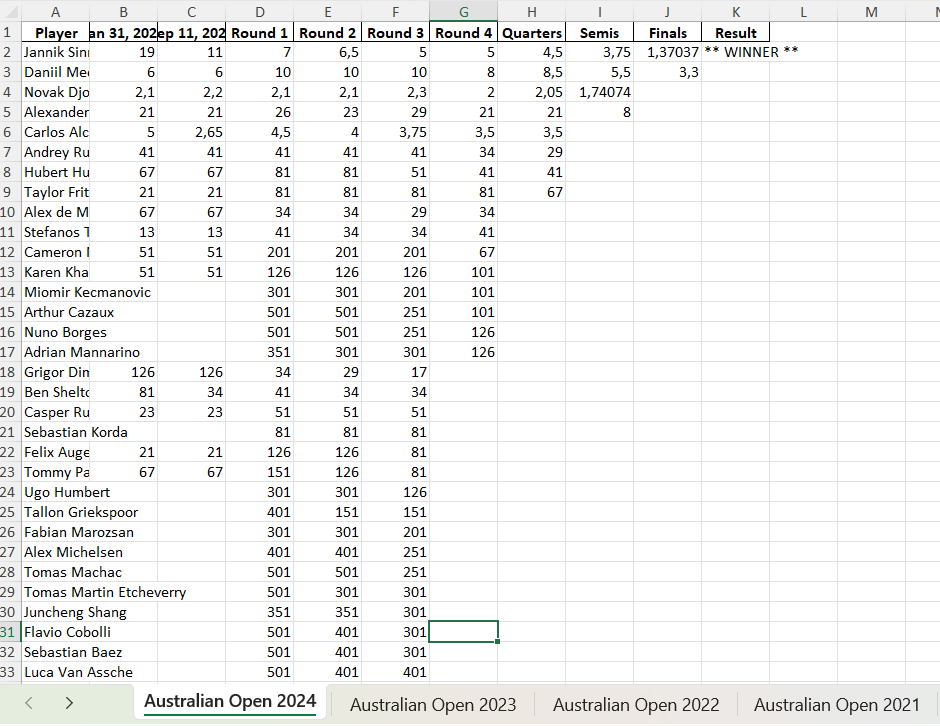 A B C D E F G H I J K L M
1 Player an 31, 202 ep 11, 202 Round 1 Round 2 Round 3 Round 4 Quarters Semis Finals Result
2 Jannik Sin 19 11 7 6,5 5 5 4,5 3,75 1,37037 ** WINNER **
3 Daniil Me 6 6 10 10 10 8 8,5 5,5 3,3
4 Novak Djo 2,1 2,2 2,1 2,1 2,3 2 2,05 1,74074
5 Alexander 21 21 26 23 29 21 21 8
6 Carlos Alc 5 2,65 4,5 4 3,75 3,5 3,5
7 Andrey Ru 41 41 41 41 41 34 29
8 Hubert Hu 67 67 81 81 51 41 41
9 Taylor Frit 21 21 81 81 81 81 67
10 Alex de M 67 67 34 34 29 34
11 Stefanos T 13 13 41 34 34 41
12 Cameron 51 51 201 201 201 67
13 Karen Kha 51 51 126 126 126 101
14 Miomir Kecmanovic 301 301 201 101
15 Arthur Cazaux 501 501 251 101
16 Nuno Borges 501 501 251 126
17 Adrian Mannarino 351 301 301 126
18 Grigor Dim 126 126 34 29 17
19 Ben Shelto 81 34 41 34 34
20 Casper Ru 23 23 51 51 51
21 Sebastian Korda 81 81 81
22 Felix Auge 21 21 126 126 81
23 Tommy Pa 67 67 151 126 81
24 Ugo Humbert 301 301 126
25 Tallon Griekspoor 401 151 151
26 Fabian Marozsan 301 301 201
27 Alex Michelsen 401 401 251
28 Tomas Machac 501 501 251
29 Tomas Martin Etcheverry 501 301 301
30 Juncheng Shang 351 351 301
31 Flavio Cobolli 501 401 301
32 Sebastian Baez 501 401 301
33 Luca Van Assche 501 401 401
Australian Open 2024 Australian Open 2023 Australian Open 2022 Australian Open 2021